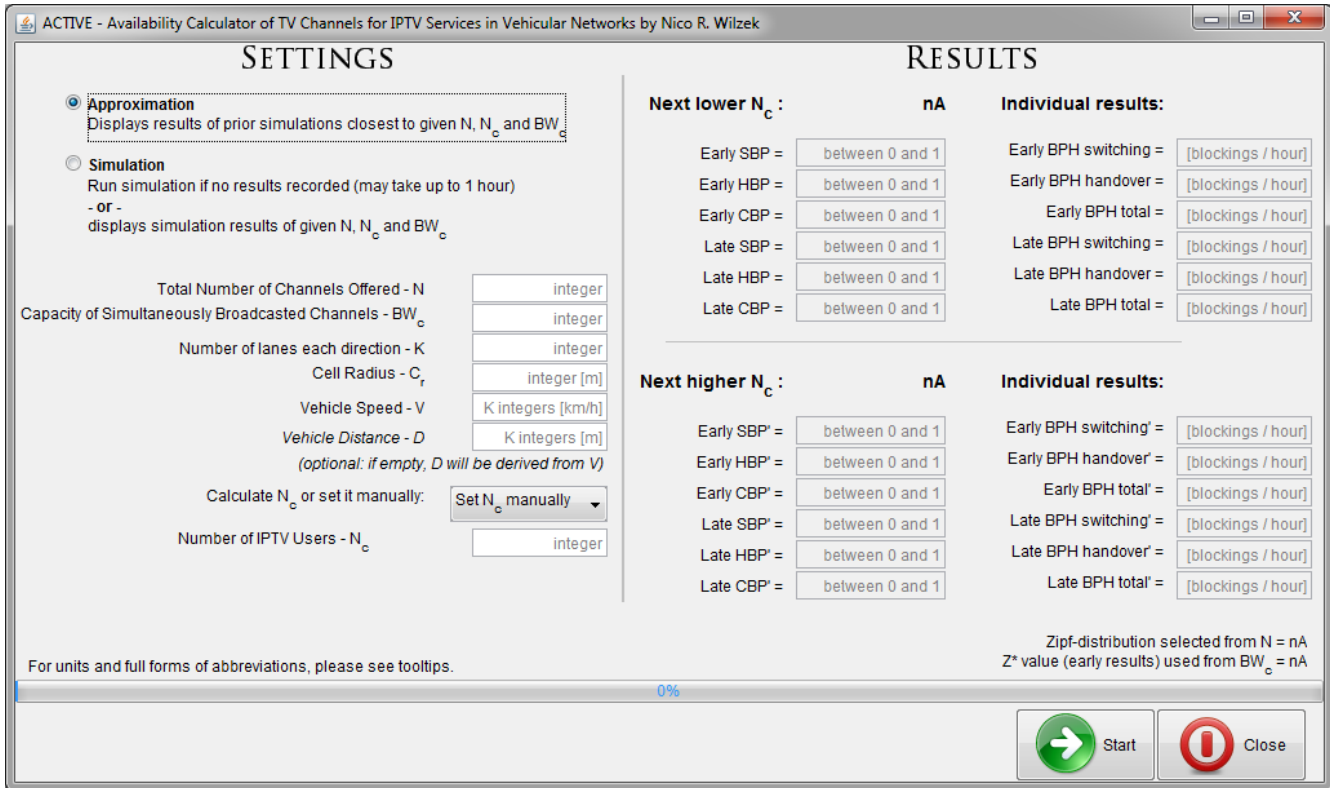 ACTIVE - Availability Calculator of TV Channels for IPTV Services in Vehicular Networks by Nico R. Wilzek
SETTINGS
Approximation
Displays results of prior simulations closest to given N, N_c and BW_c
Simulation
Run simulation if no results recorded (may take up to 1 hour)
- or -
displays simulation results of given N, N_c and BW_c
Total Number of Channels Offered - N integer
Capacity of Simultaneously Broadcasted Channels - BW_c integer
Number of lanes each direction - K integer
Cell Radius - C_r integer [m]
Vehicle Speed - V K integers [km/h]
Vehicle Distance - D K integers [m]
(optional: if empty, D will be derived from V)
Calculate N_c or set it manually: Set N_c manually
Number of IPTV Users - N_c integer
For units and full forms of abbreviations, please see tooltips.
RESULTS
Next lower N_c : nA Individual results:
Early SBP = between 0 and 1 Early BPH switching = [blockings / hour]
Early HBP = between 0 and 1 Early BPH handover = [blockings / hour]
Early CBP = between 0 and 1 Early BPH total = [blockings / hour]
Late SBP = between 0 and 1 Late BPH switching = [blockings / hour]
Late HBP = between 0 and 1 Late BPH handover = [blockings / hour]
Late CBP = between 0 and 1 Late BPH total = [blockings / hour]
Next higher N_c : nA Individual results:
Early SBP' = between 0 and 1 Early BPH switching' = [blockings / hour]
Early HBP' = between 0 and 1 Early BPH handover' = [blockings / hour]
Early CBP' = between 0 and 1 Early BPH total' = [blockings / hour]
Late SBP' = between 0 and 1 Late BPH switching' = [blockings / hour]
Late HBP' = between 0 and 1 Late BPH handover' = [blockings / hour]
Late CBP' = between 0 and 1 Late BPH total' = [blockings / hour]
Zipf-distribution selected from N = nA
Z* value (early results) used from BW_c = nA
0%
Start Close